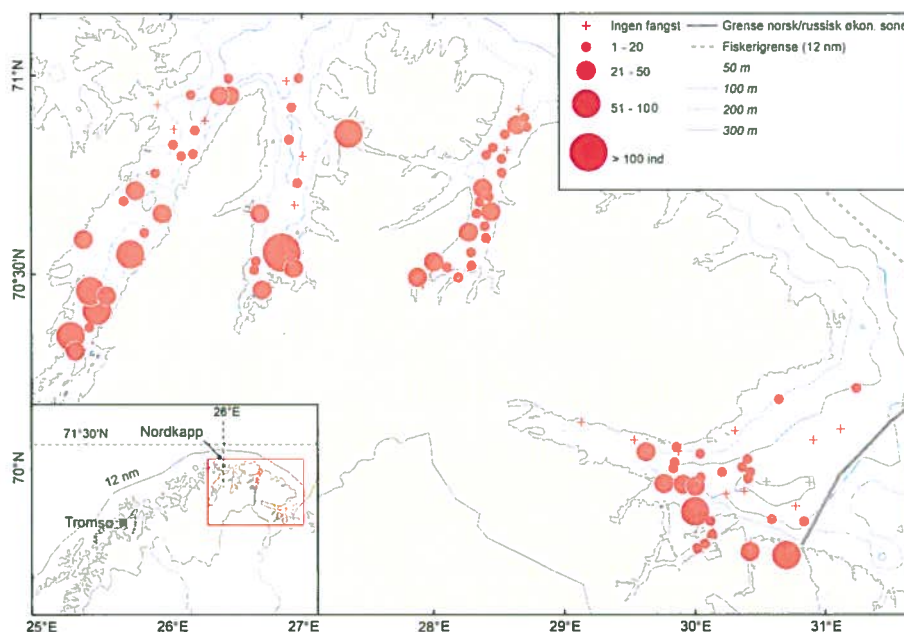 Ingen fangst
1 - 20
21 - 50
51 - 100
> 100 ind
Grense norsk/russisk økon. sone
Fiskerigrense (12 nm)
50 m
100 m
200 m
300 m
71°N
70°30'N
70°N
26°E
71°30'N
Nordkapp
12 nm
Tromsø
25°E
26°E
27°E
28°E
29°E
30°E
31°E